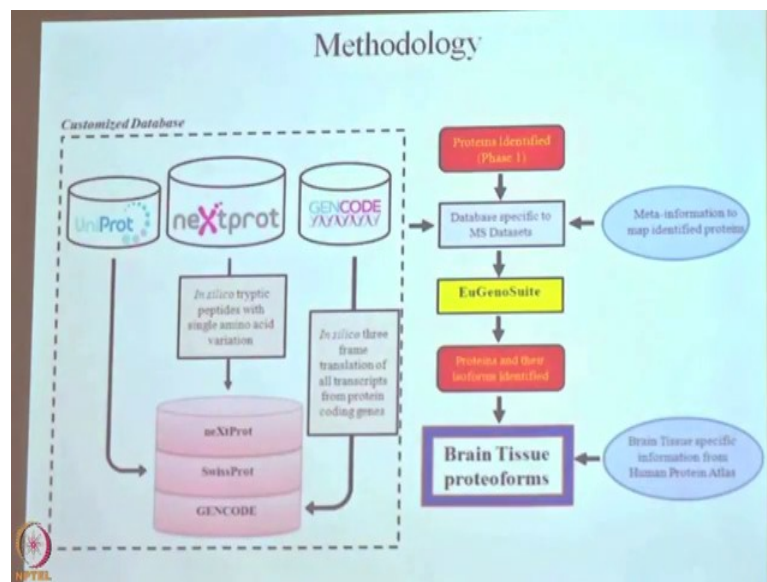 Methodology
Customized Database
UniProt
neXtprot
GENCODE
In silico tryptic
peptides with
single amino acid
variation
In silico three
frame
translation of
all transcripts
from protein
coding genes
neXtProt
SwissProt
GENCODE
Proteins Identified
(Phase 1)
Database specific to
MS Datasets
Meta-information to
map identified proteins
EuGenoSuite
Proteins and their
isoforms identified
Brain Tissue
proteoforms
Brain Tissue specific
information from
Human Protein Atlas
NPTEL